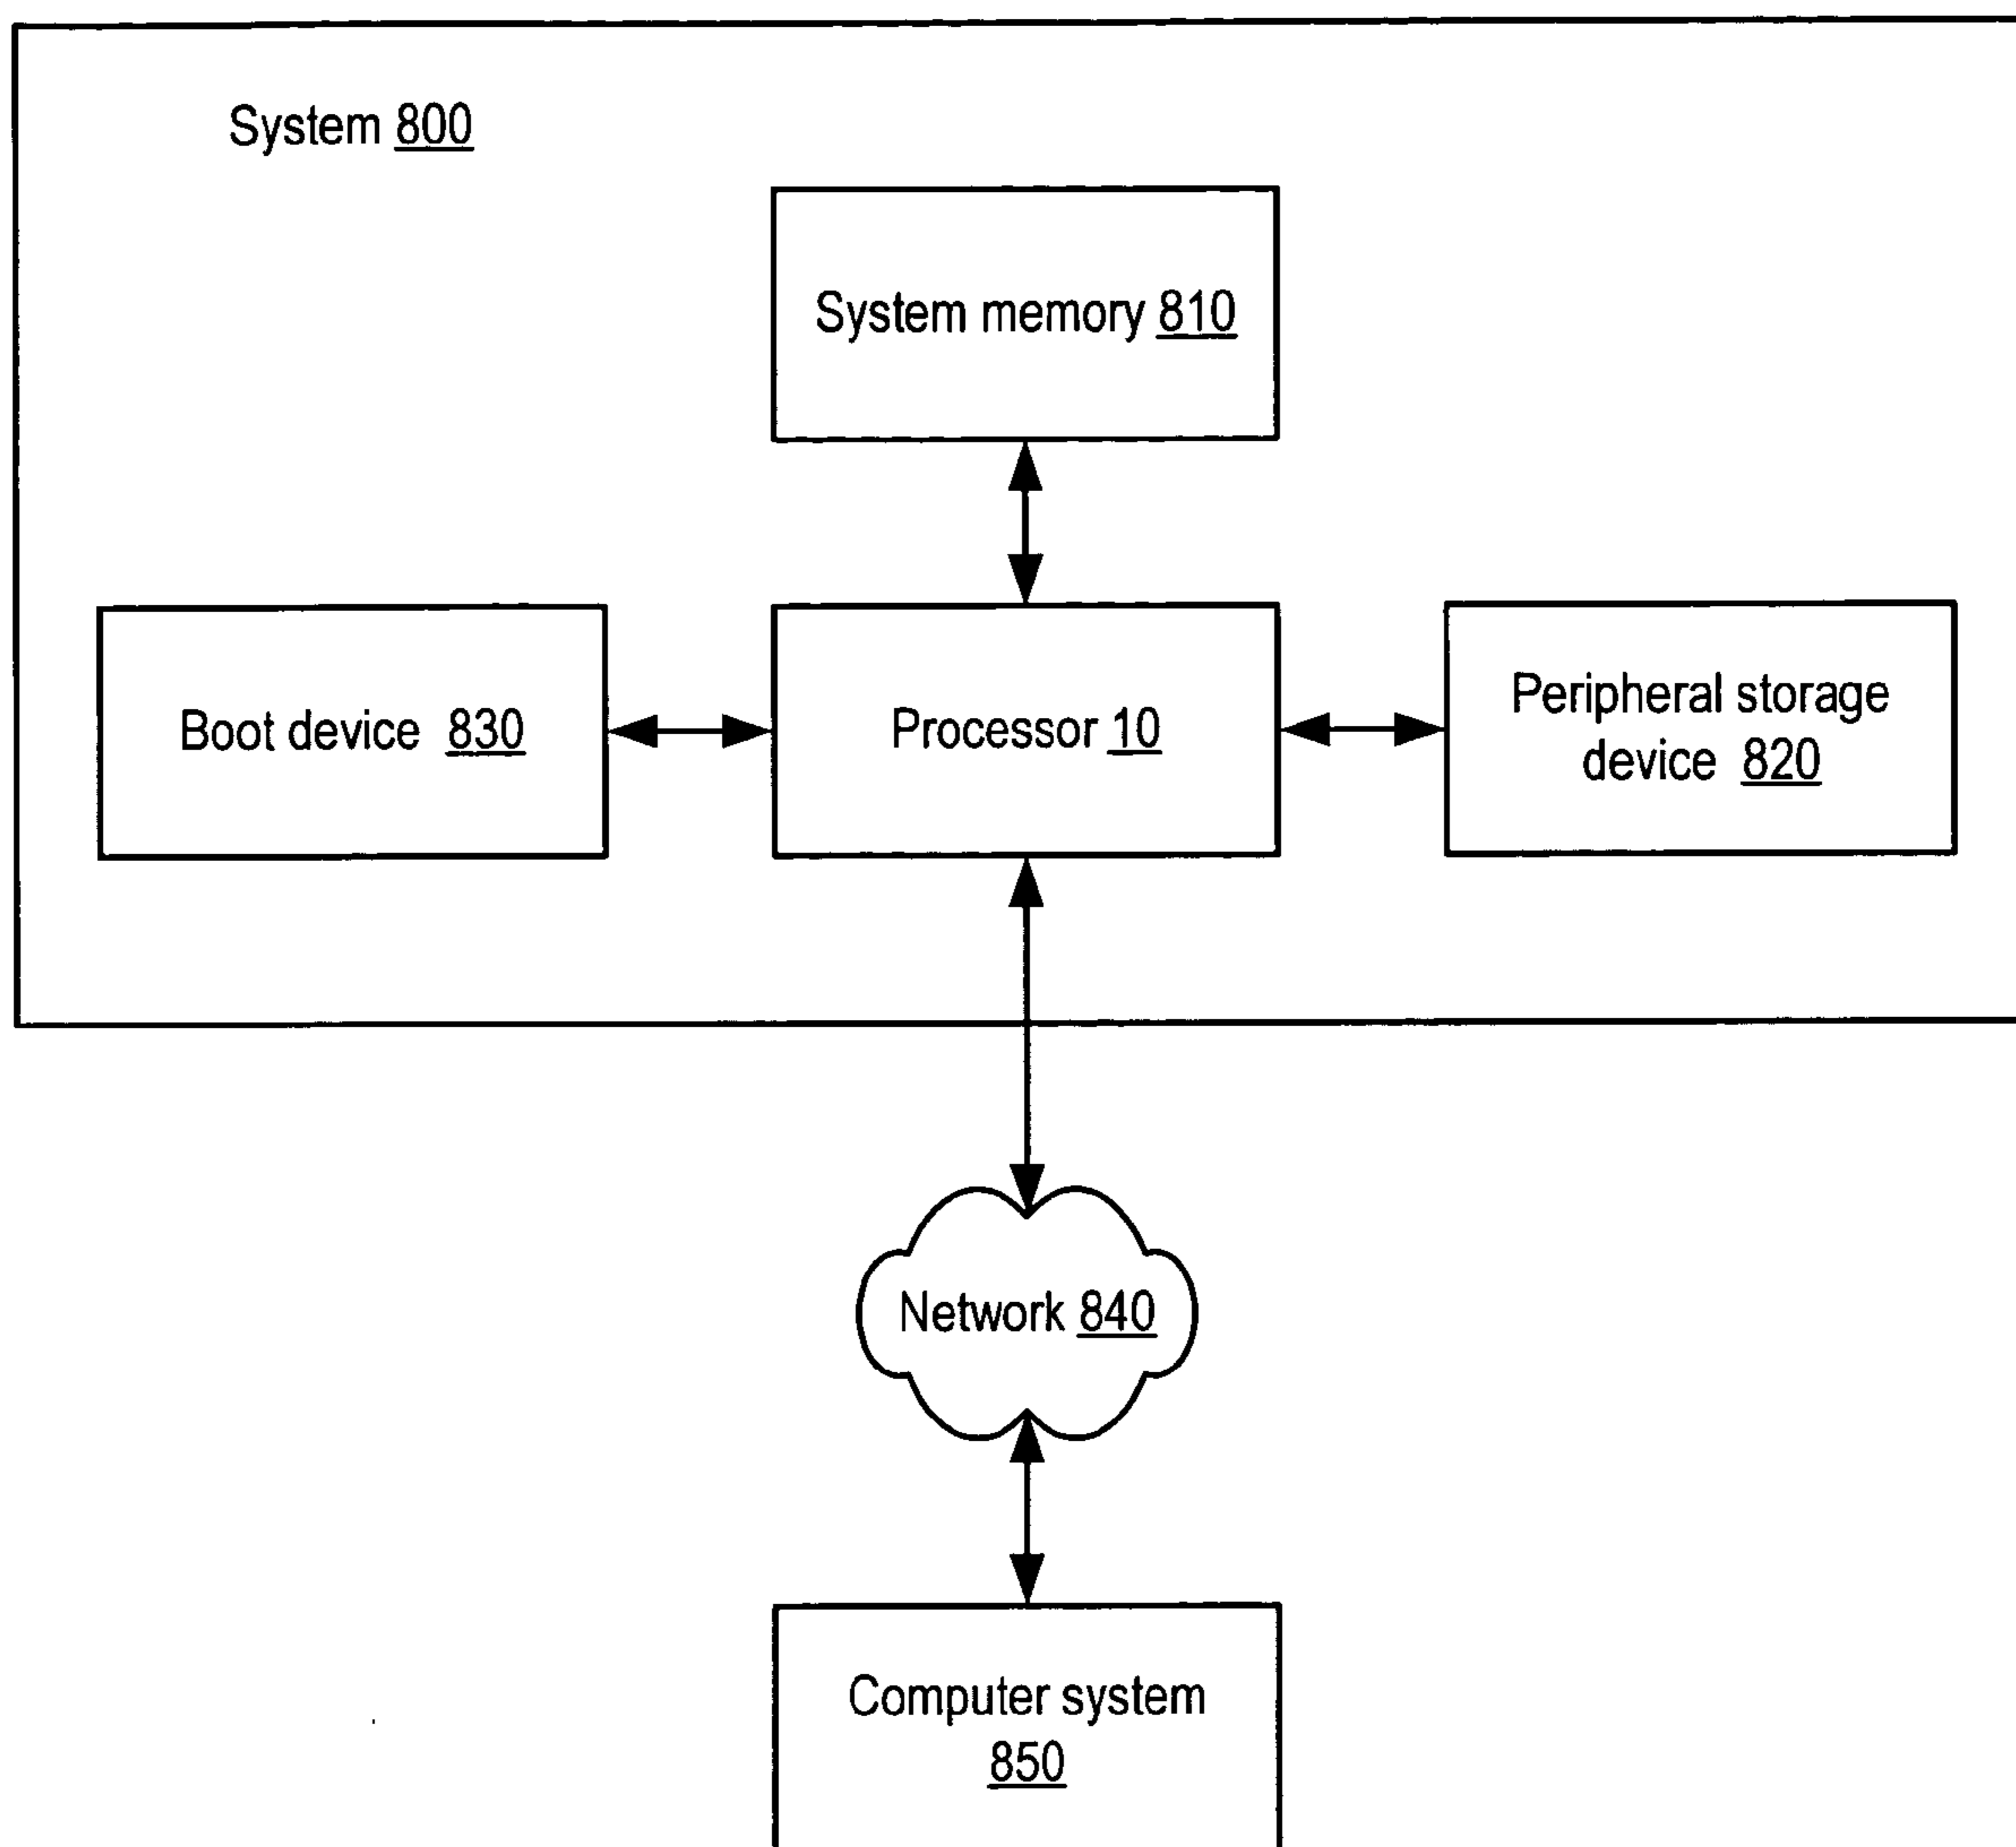 System 800
System memory 810
Boot device 830
Processor 10
Peripheral storage
device 820
Network 840
Computer system
850